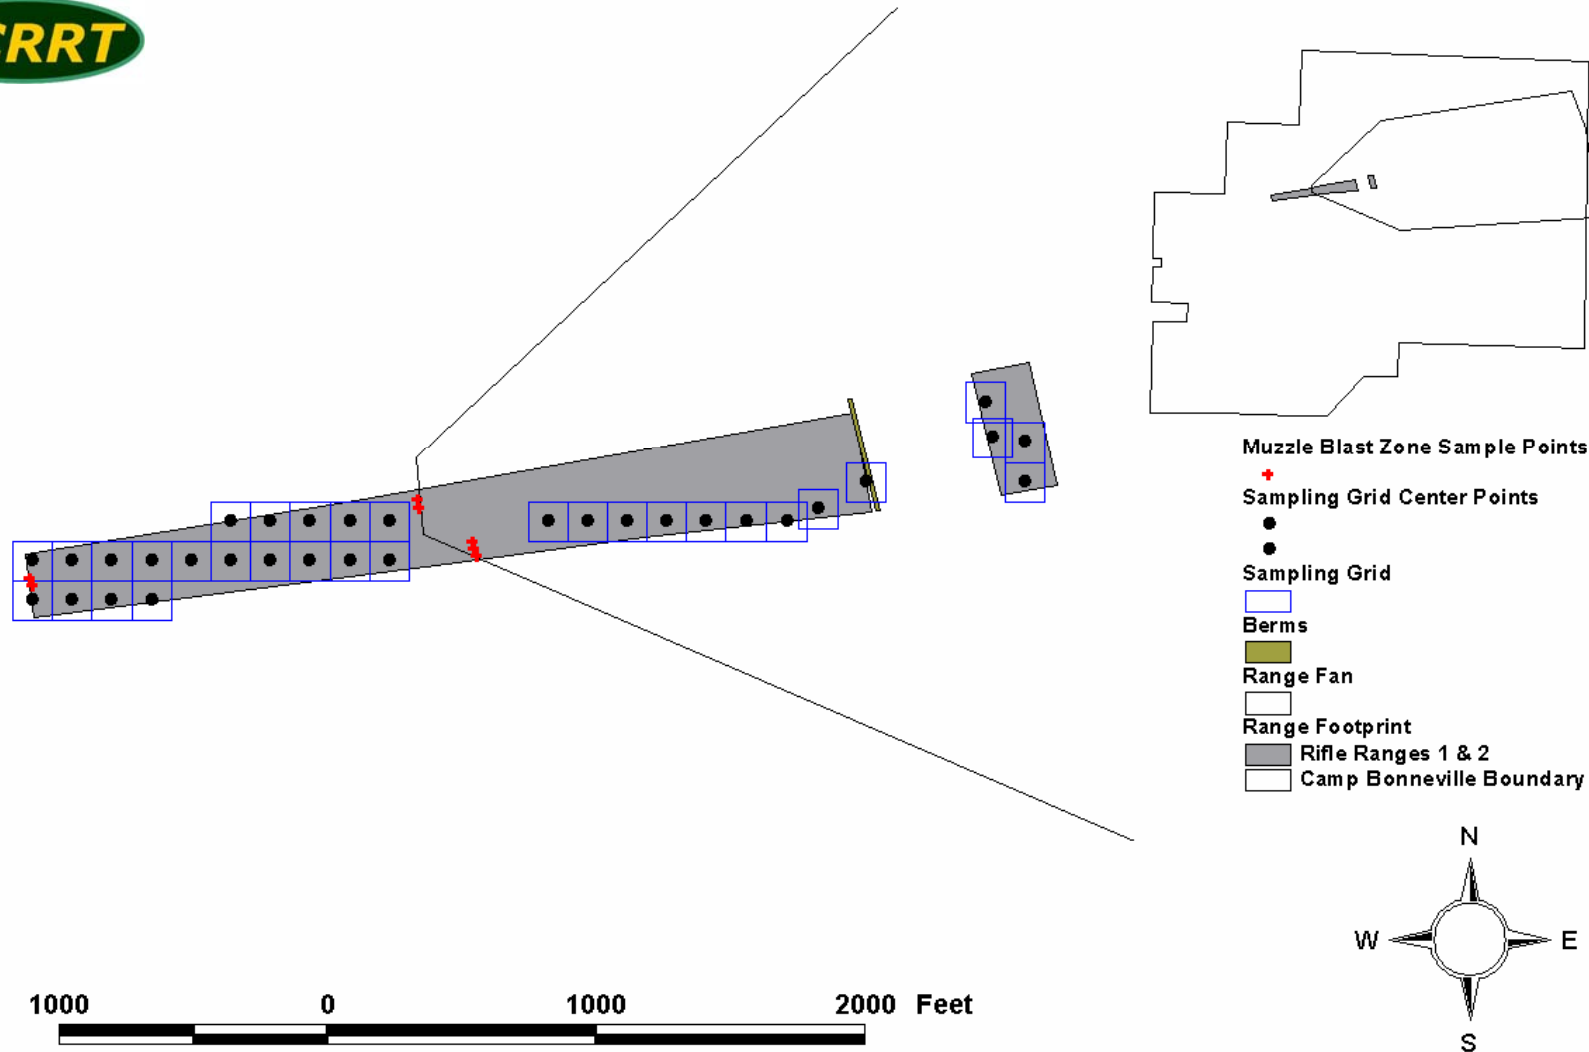 CRRT
Muzzle Blast Zone Sample Points
Sampling Grid Center Points
Sampling Grid
Berms
Range Fan
Range Footprint
Rifle Ranges 1 & 2
Camp Bonneville Boundary
N
W E
S
1000 0 1000 2000 Feet